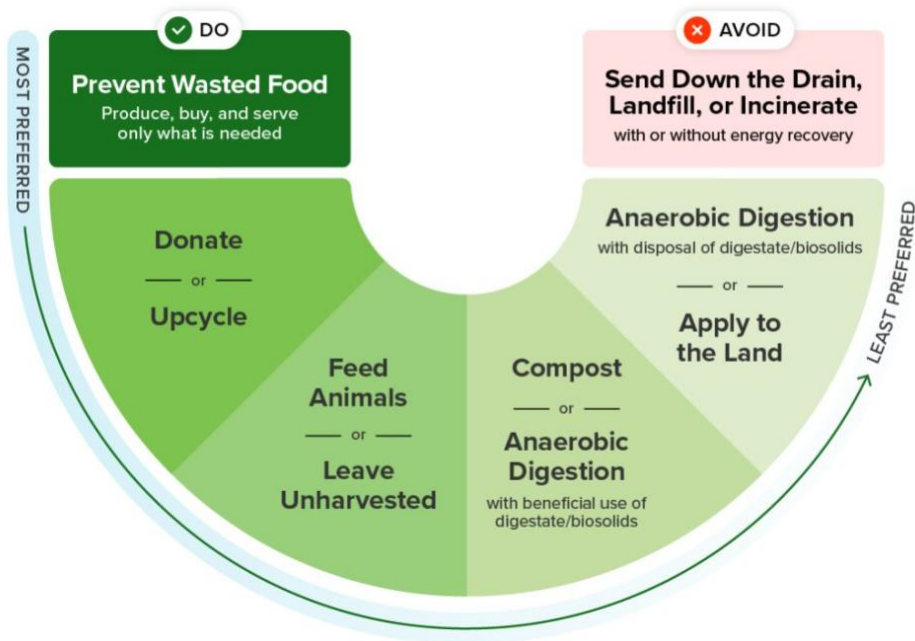 DO
Prevent Wasted Food
Produce, buy, and serve
only what is needed
AVOID
Send Down the Drain,
Landfill, or Incinerate
with or without energy recovery
MOST PREFERRED
Donate
or
Upcycle
Feed
Animals
or
Leave
Unharvested
Compost
or
Anaerobic
Digestion
with beneficial use of
digestate/biosolids
Anaerobic Digestion
with disposal of digestate/biosolids
or
Apply to
the Land
LEAST PREFERRED